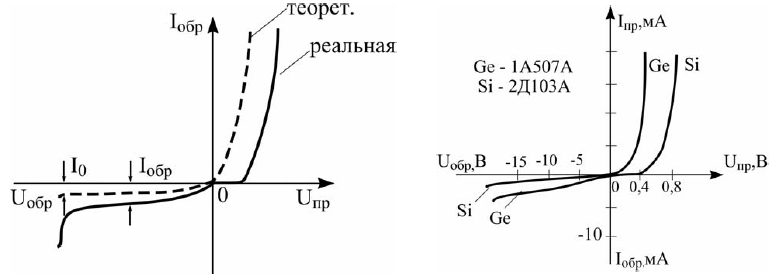 Iобр
теорет.
реальная
I0
Iобр
Uобр
0
Uпр
Iпр,мА
Ge - 1А507А
Si - 2Д103А
Ge
Si
Uобр,В
-15
-10
-5
Uпр,В
0
0,4
0,8
Si
Ge
-10
Iобр,мА